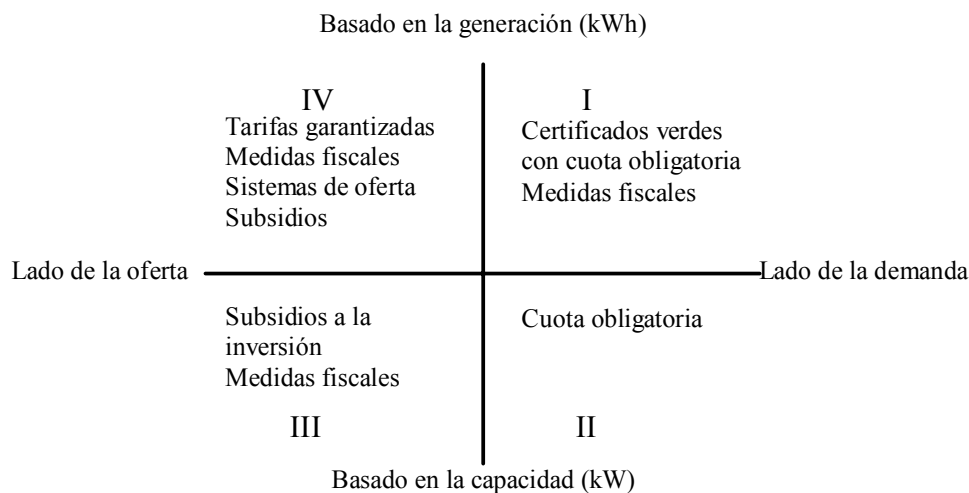 Basado en la generación (kWh)
IV
Tarifas garantizadas
Medidas fiscales
Sistemas de oferta
Subsidios
I
Certificados verdes
con cuota obligatoria
Medidas fiscales
Lado de la oferta
Lado de la demanda
Subsidios a la
inversión
Medidas fiscales
III
Cuota obligatoria
II
Basado en la capacidad (kW)